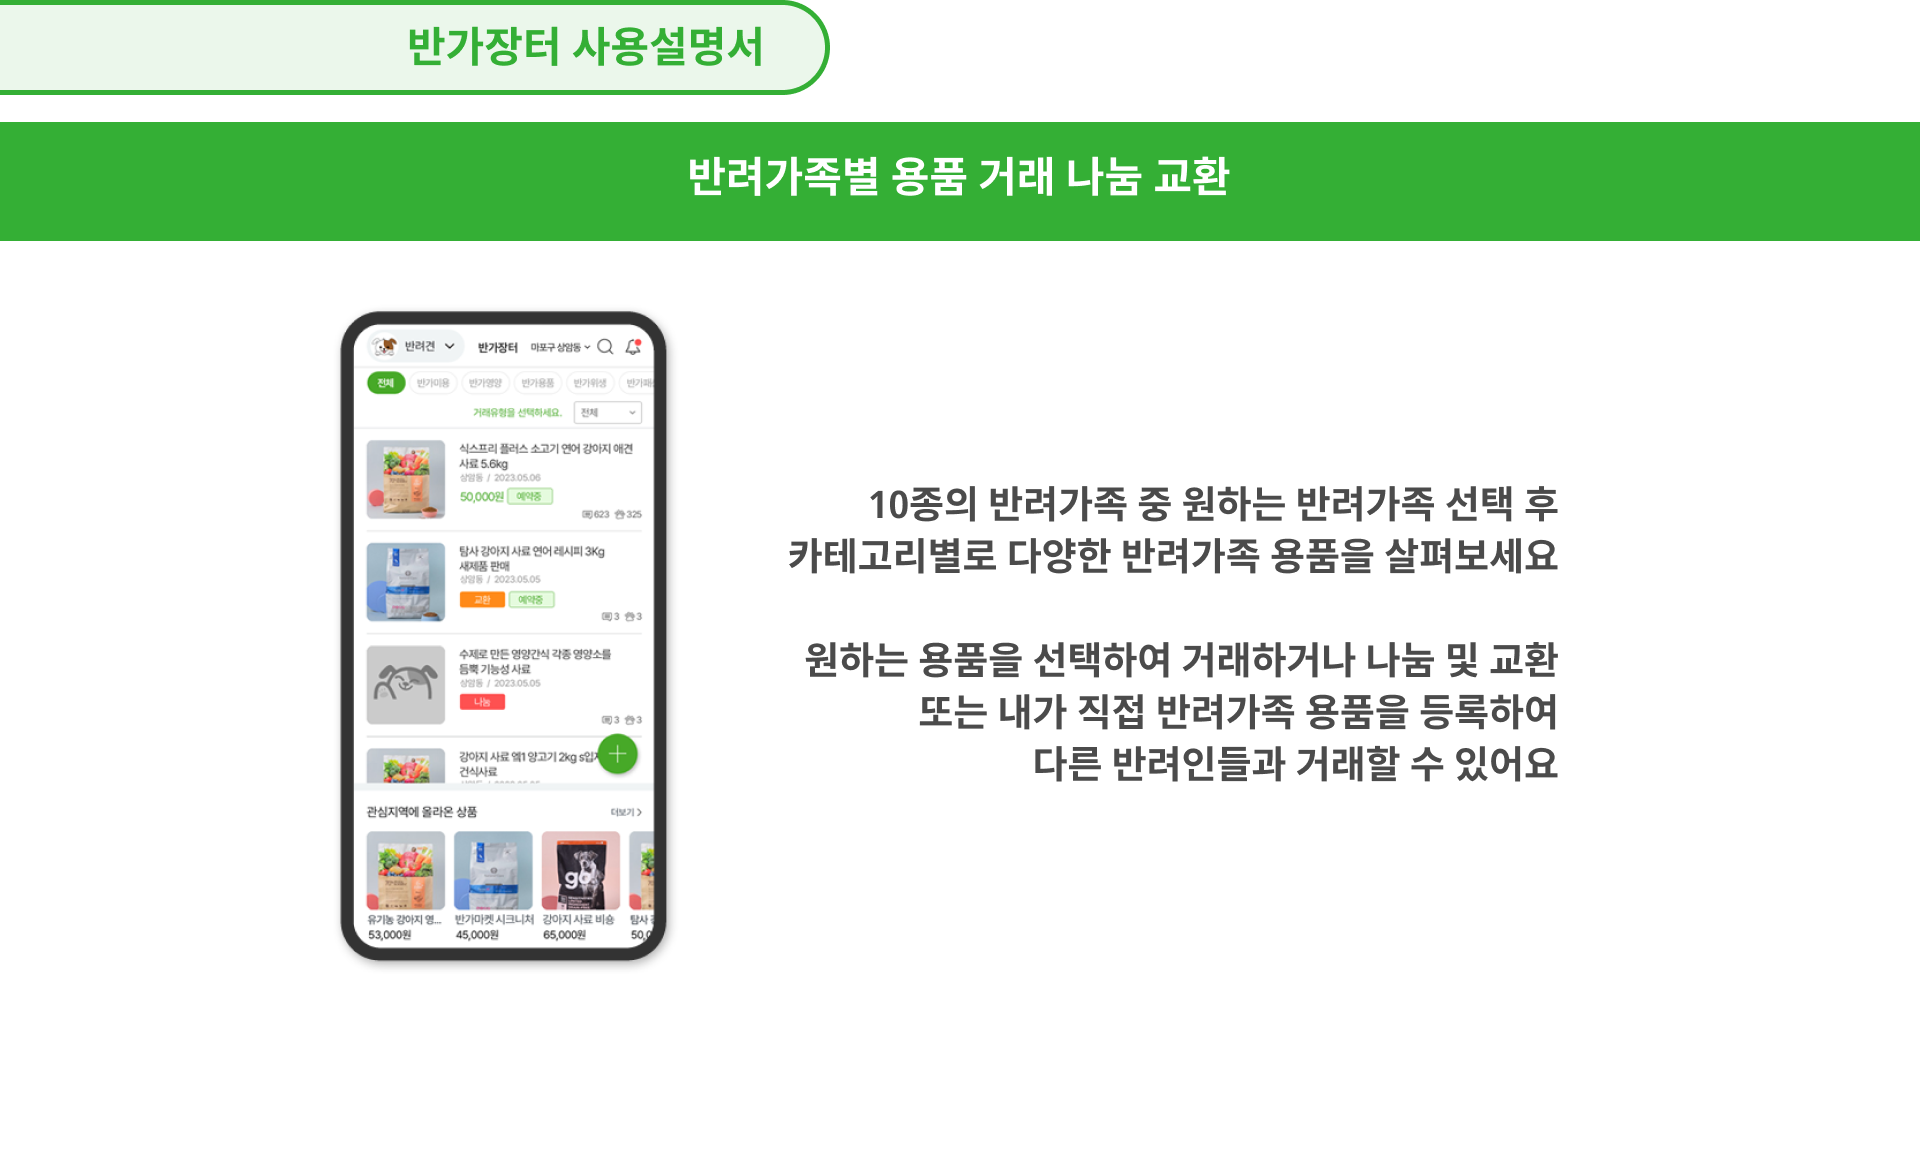 반가장터 사용설명서
반려가족별 용품 거래 나눔 교환
반려견
반가장터
마포구 상암동
전체
반가미용
반가영양
반가용품
반가위생
거래유형을 선택하세요.
전체
식스프리 플러스 소고기 연어 강아지 애견
사료 5.6kg
상암동 / 2023.05.06
50,000원 예약중
623 325
탐사 강아지 사료 연어 레시피 3Kg
새제품 판매
상암동 / 2023.05.05
교환 예약중
3 3
수제로 만든 영양간식 각종 영양소를
듬뿍 기능성 사료
상암동 / 2023.05.05
나눔
3 3
강아지 사료 엠1 양고기 2kg s입자
건식사료
관심지역에 올라온 상품
더보기
go!
유기농 강아지 영...
53,000원
반가마켓 시크니처
45,000원
강아지 사료 비숑
65,000원
탐사
10종의 반려가족 중 원하는 반려가족 선택 후
카테고리별로 다양한 반려가족 용품을 살펴보세요
원하는 용품을 선택하여 거래하거나 나눔 및 교환
또는 내가 직접 반려가족 용품을 등록하여
다른 반려인들과 거래할 수 있어요